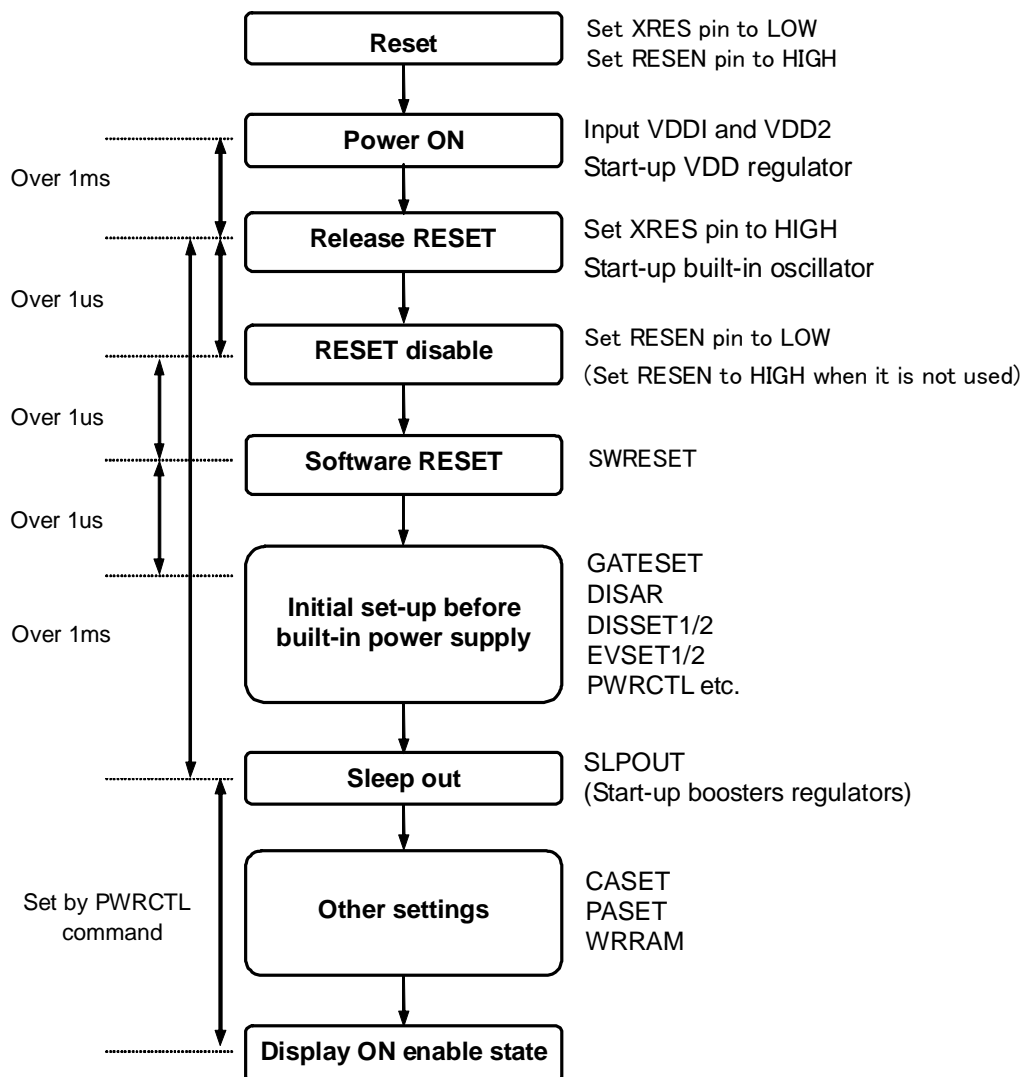 Reset
Set XRES pin to LOW
Set RESEN pin to HIGH
Power ON
Input VDDI and VDD2
Start-up VDD regulator
Over 1ms
Release RESET
Set XRES pin to HIGH
Start-up built-in oscillator
Over 1us
RESET disable
Set RESEN pin to LOW
(Set RESEN to HIGH when it is not used)
Over 1us
Software RESET
SWRESET
Over 1us
Initial set-up before
built-in power supply
GATESET
DISAR
DISSET1/2
EVSET1/2
PWRCTL etc.
Over 1ms
Sleep out
SLPOUT
(Start-up boosters regulators)
Set by PWRCTL
command
Other settings
CASET
PASET
WRRAM
Display ON enable state